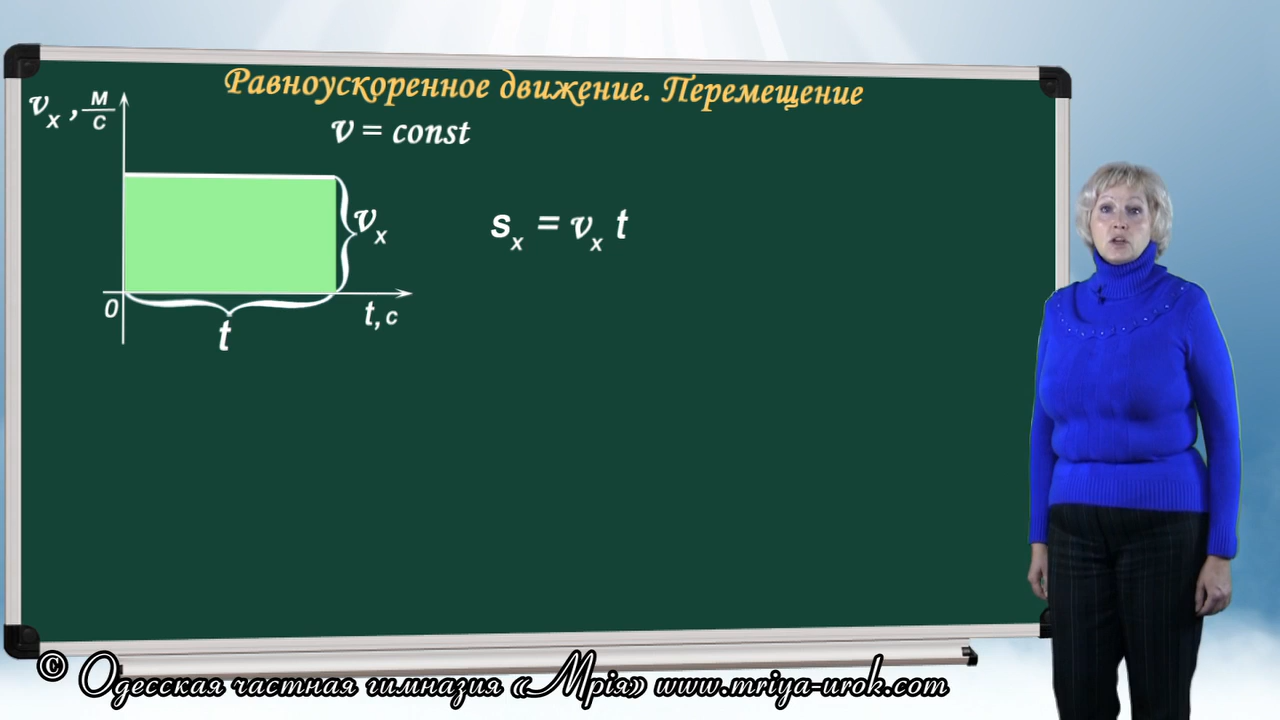 Равноускоренное движение. Перемещение
v = const
vₓ, м/с
vₓ
sₓ = vₓ t
0
t
t, с
© Одесская частная гимназия «Мрія» www.mriya-urok.com